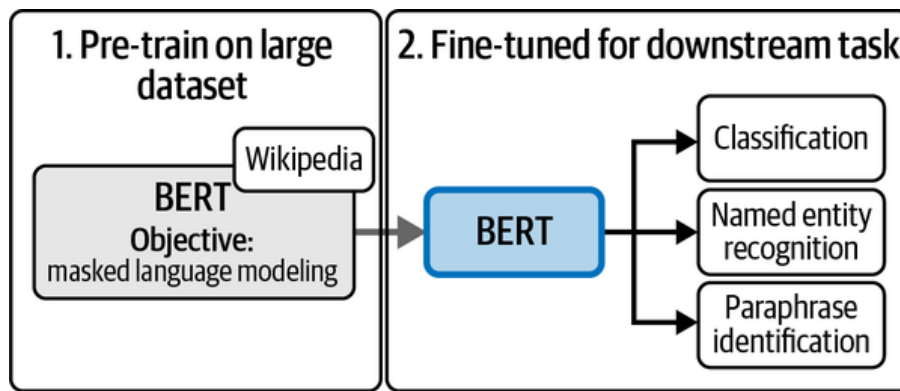 1. Pre-train on large
dataset
Wikipedia
BERT
Objective:
masked language modeling
2. Fine-tuned for downstream task
BERT
Classification
Named entity
recognition
Paraphrase
identification